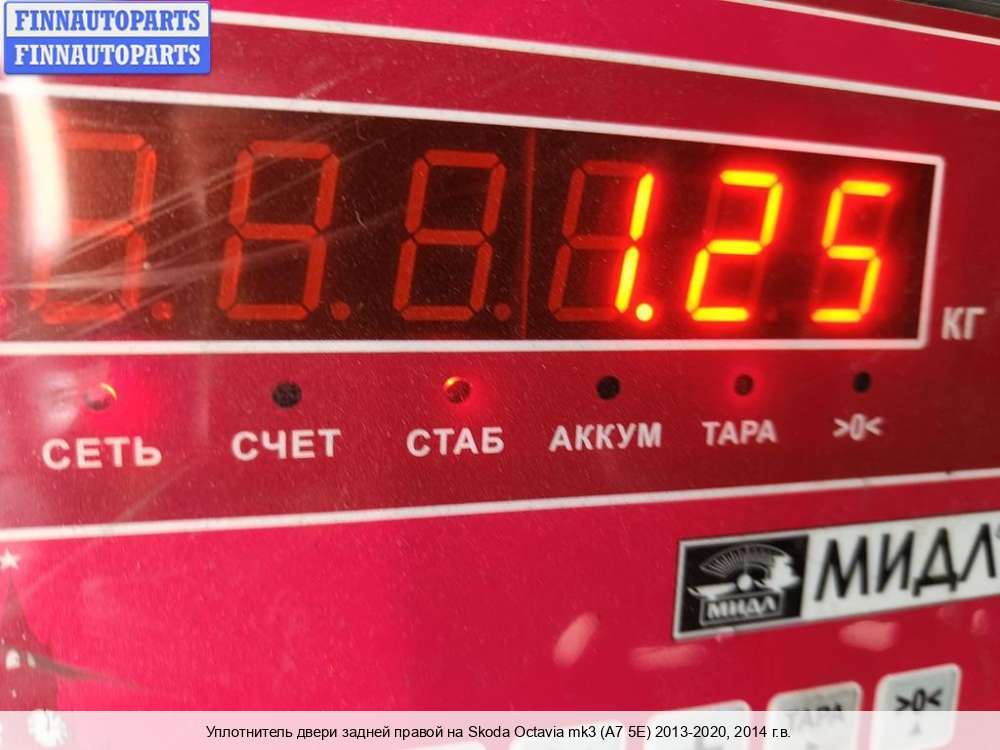 FINNAUTOPARTS
FINNAUTOPARTS
1.25
КГ
СЕТЬ СЧЕТ СТАБ АККУМ ТАРА >0<
МИДЛ МИДЛ
ТАРА >0<
Уплотнитель двери задней правой на Skoda Octavia mk3 (A7 5E) 2013-2020, 2014 г.в.